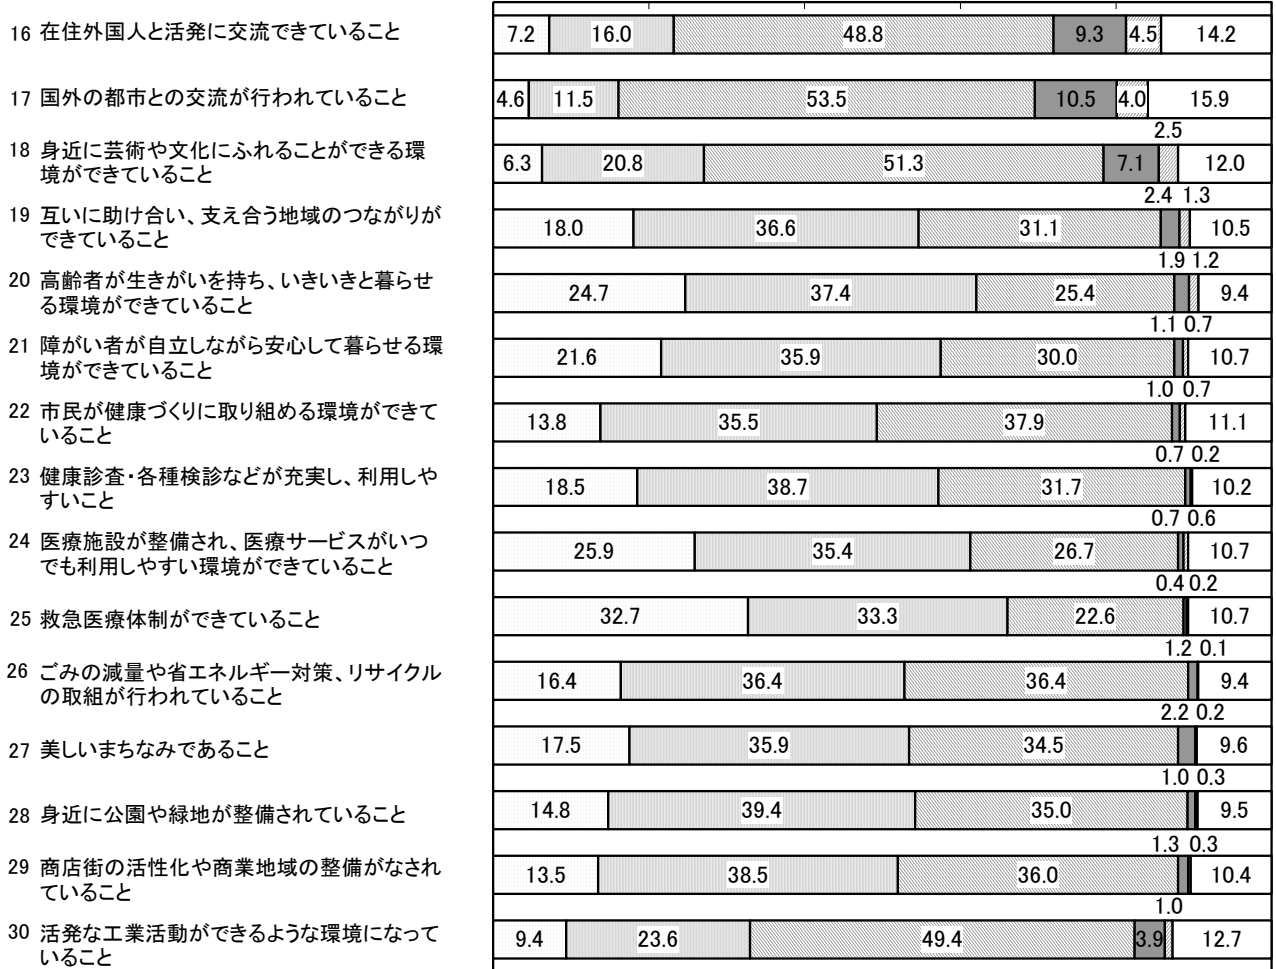 16 在住外国人と活発に交流できていること
7.2 16.0 48.8 9.3 4.5 14.2
17 国外の都市との交流が行われていること
4.6 11.5 53.5 10.5 4.0 15.9
2.5
18 身近に芸術や文化にふれることができる環
境ができていること
6.3 20.8 51.3 7.1 12.0
2.4 1.3
19 互いに助け合い、支え合う地域のつながりが
できていること
18.0 36.6 31.1 10.5
1.9 1.2
20 高齢者が生きがいを持ち、いきいきと暮らせ
る環境ができていること
24.7 37.4 25.4 9.4
1.1 0.7
21 障がい者が自立しながら安心して暮らせる環
境ができていること
21.6 35.9 30.0 10.7
1.0 0.7
22 市民が健康づくりに取り組める環境ができて
いること
13.8 35.5 37.9 11.1
0.7 0.2
23 健康診査・各種検診などが充実し、利用しや
すいこと
18.5 38.7 31.7 10.2
0.7 0.6
24 医療施設が整備され、医療サービスがいつ
でも利用しやすい環境ができていること
25.9 35.4 26.7 10.7
0.4 0.2
25 救急医療体制ができていること
32.7 33.3 22.6 10.7
1.2 0.1
26 ごみの減量や省エネルギー対策、リサイクル
の取組が行われていること
16.4 36.4 36.4 9.4
2.2 0.2
27 美しいまちなみであること
17.5 35.9 34.5 9.6
1.0 0.3
28 身近に公園や緑地が整備されていること
14.8 39.4 35.0 9.5
1.3 0.3
29 商店街の活性化や商業地域の整備がなされ
ていること
13.5 38.5 36.0 10.4
1.0
30 活発な工業活動ができるような環境になって
いること
9.4 23.6 49.4 3.9 12.7